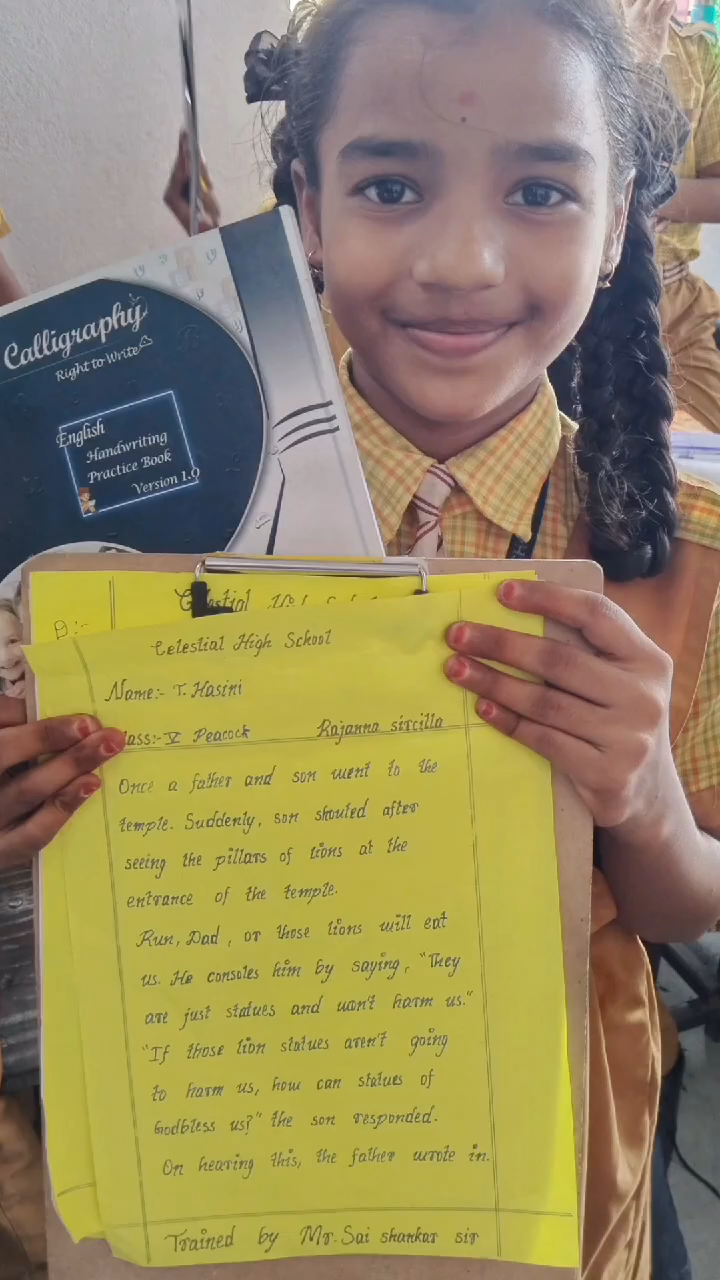 Calligraphy
Right to Write
English
Handwriting
Practice Book
Version 1.0
Celestial High School
Name:- T. Hasini
Class:- V Peacock Rajanna sircilla
Once a father and son went to the
temple. Suddenly, son shouted after
seeing the pillars of lions at the
entrance of the temple.
Run, Dad, or those lions will eat
us. He consoles him by saying, "They
are just statues and won't harm us."
"If those lion statues aren't going
to harm us, how can statues of
Godbless us?" the son responded.
On hearing this, the father wrote in.
Trained by Mr. Sai shankar sir